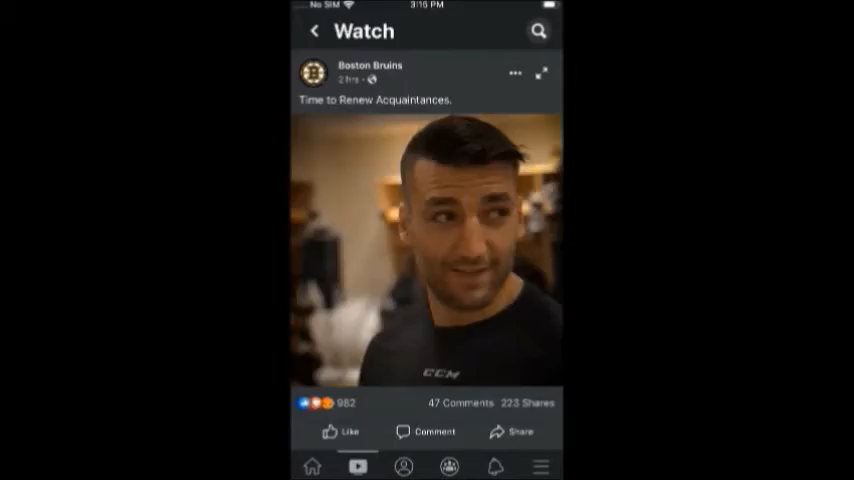 No SIM 3:15 PM
Watch
Boston Bruins
2 hrs
Time to Renew Acquaintances.
CCM
982 47 Comments 223 Shares
Like Comment Share